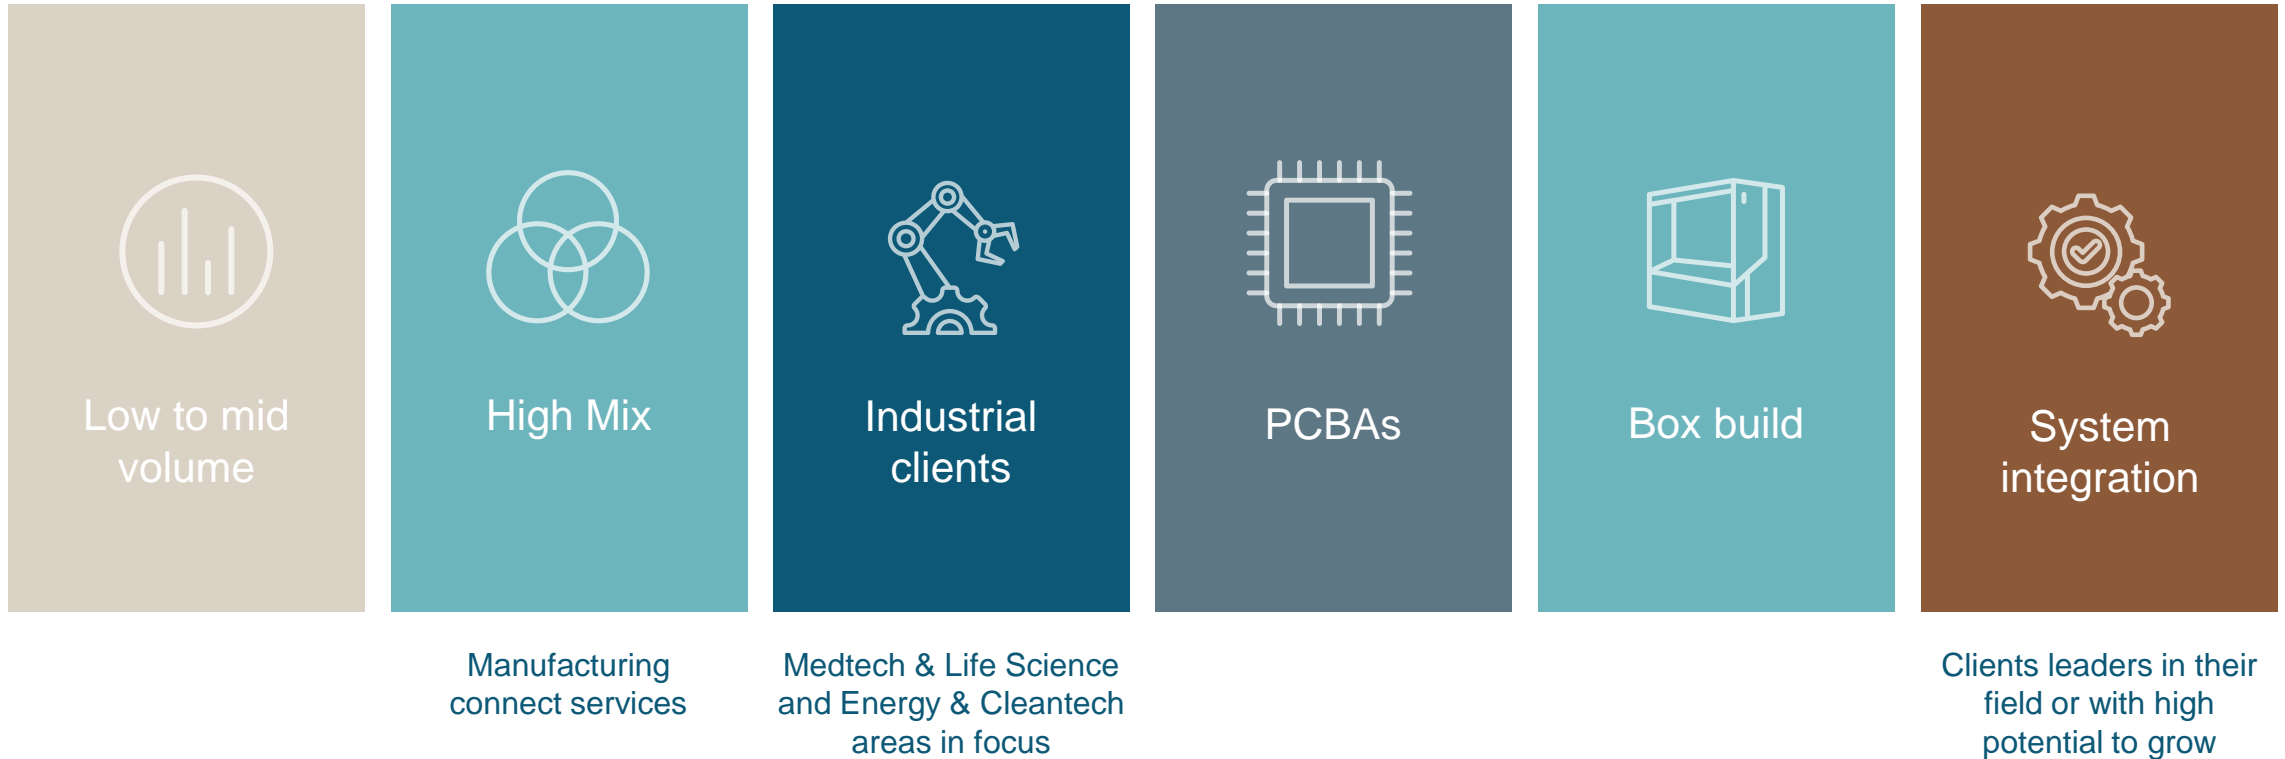 Low to mid
volume
High Mix
Industrial
clients
PCBAs
Box build
System
integration
Manufacturing
connect services
Medtech & Life Science
and Energy & Cleantech
areas in focus
Clients leaders in their
field or with high
potential to grow